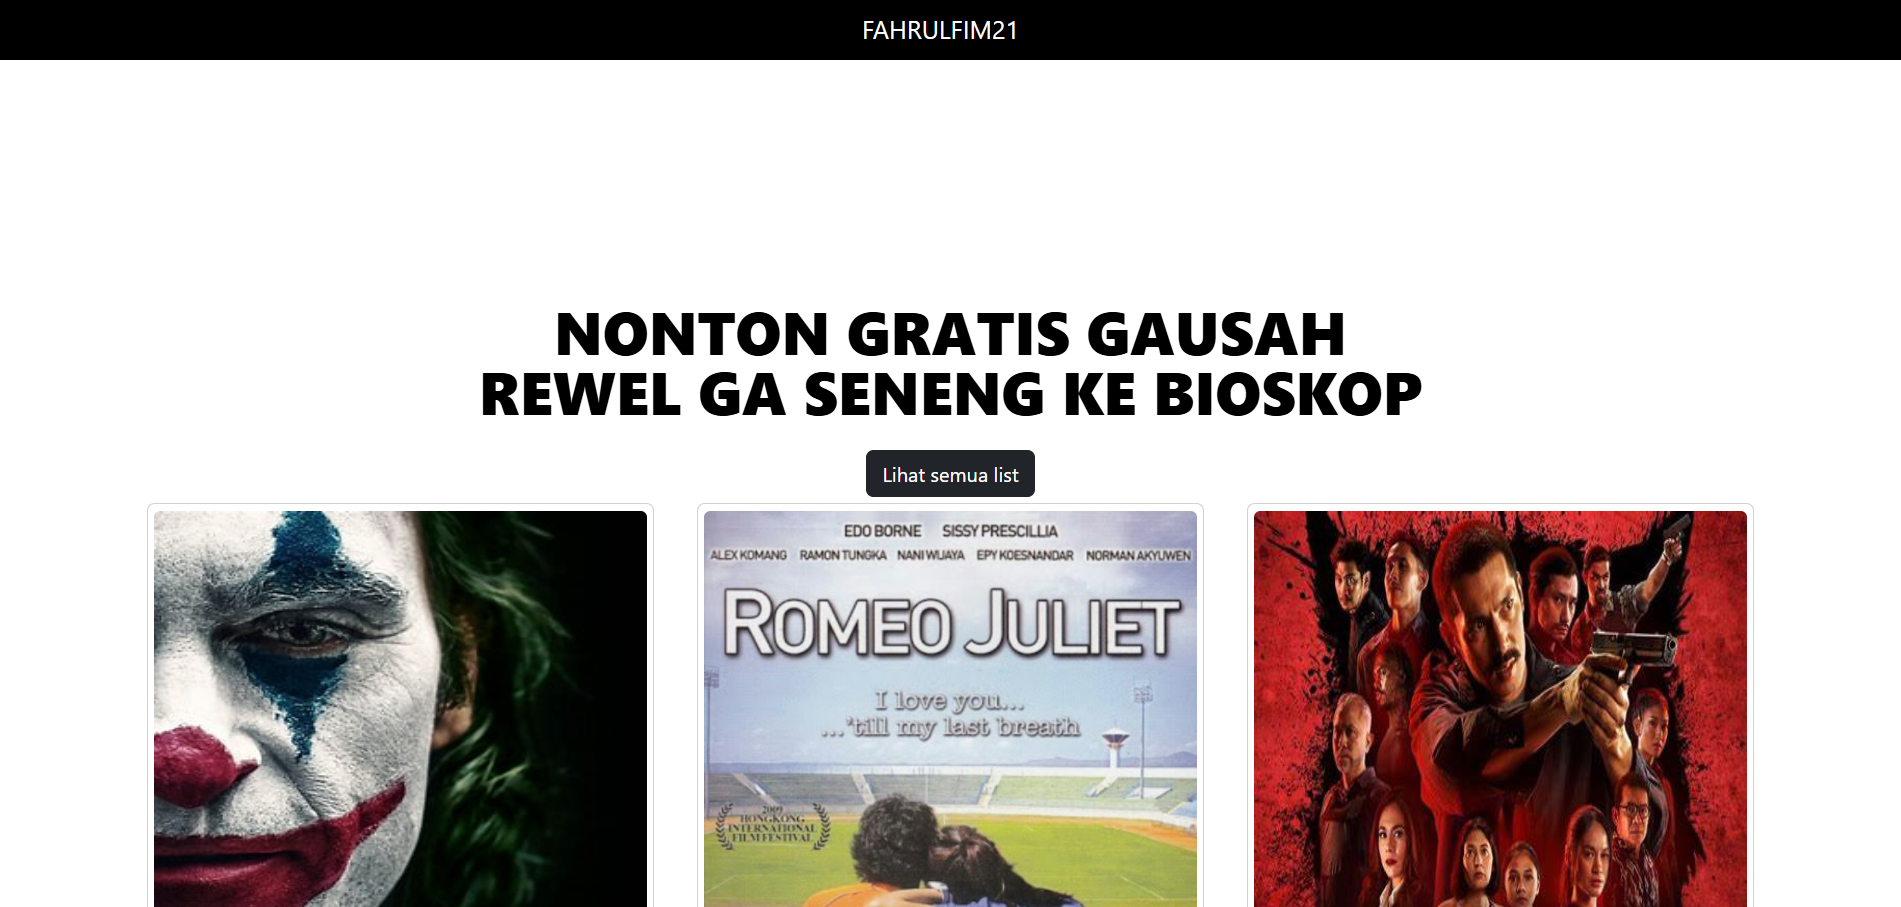 FAHRULFIM21
NONTON GRATIS GAUSAH
REWEL GA SENENG KE BIOSKOP
Lihat semua list
EDO BORNE SISSY PRESCILLIA
ALEX KOMANG RAMON TUNGKA NANI WIJAYA EPY KOESNANDAR NORMAN AKYUWEN
ROMEO JULIET
I love you...
...'till my last breath
2009
HONGKONG
INTERNATIONAL
FILM FESTIVAL